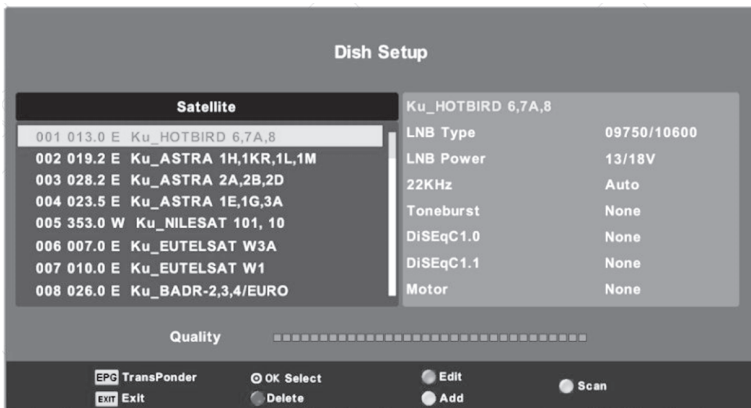 Dish Setup
Satellite
001 013.0 E Ku_HOTBIRD 6,7A,8
002 019.2 E Ku_ASTRA 1H,1KR,1L,1M
003 028.2 E Ku_ASTRA 2A,2B,2D
004 023.5 E Ku_ASTRA 1E,1G,3A
005 353.0 W Ku_NILESAT 101, 10
006 007.0 E Ku_EUTELSAT W3A
007 010.0 E Ku_EUTELSAT W1
008 026.0 E Ku_BADR-2,3,4/EURO
Ku_HOTBIRD 6,7A,8
LNB Type 09750/10600
LNB Power 13/18V
22KHz Auto
Toneburst None
DiSEqC1.0 None
DiSEqC1.1 None
Motor None
Quality
EPG TransPonder OK Select Edit Scan
EXIT Exit Delete Add